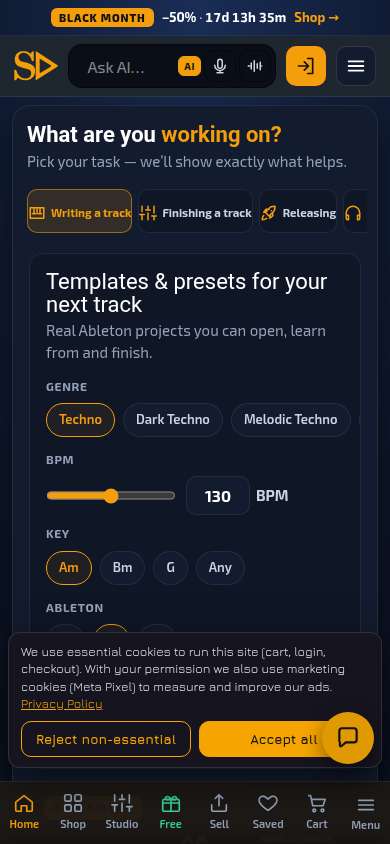 BLACK MONTH −50% · 17d 13h 35m Shop →
Ask AI... AI
What are you working on?
Pick your task — we'll show exactly what helps.
Writing a track Finishing a track Releasing
Templates & presets for your
next track
Real Ableton projects you can open, learn
from and finish.
GENRE
Techno Dark Techno Melodic Techno
BPM
130 BPM
KEY
Am Bm G Any
ABLETON
We use essential cookies to run this site (cart, login,
checkout). With your permission we also use marketing
cookies (Meta Pixel) to measure and improve our ads.
Privacy Policy
Reject non-essential Accept all
Home Shop Studio Free Sell Saved Cart Menu